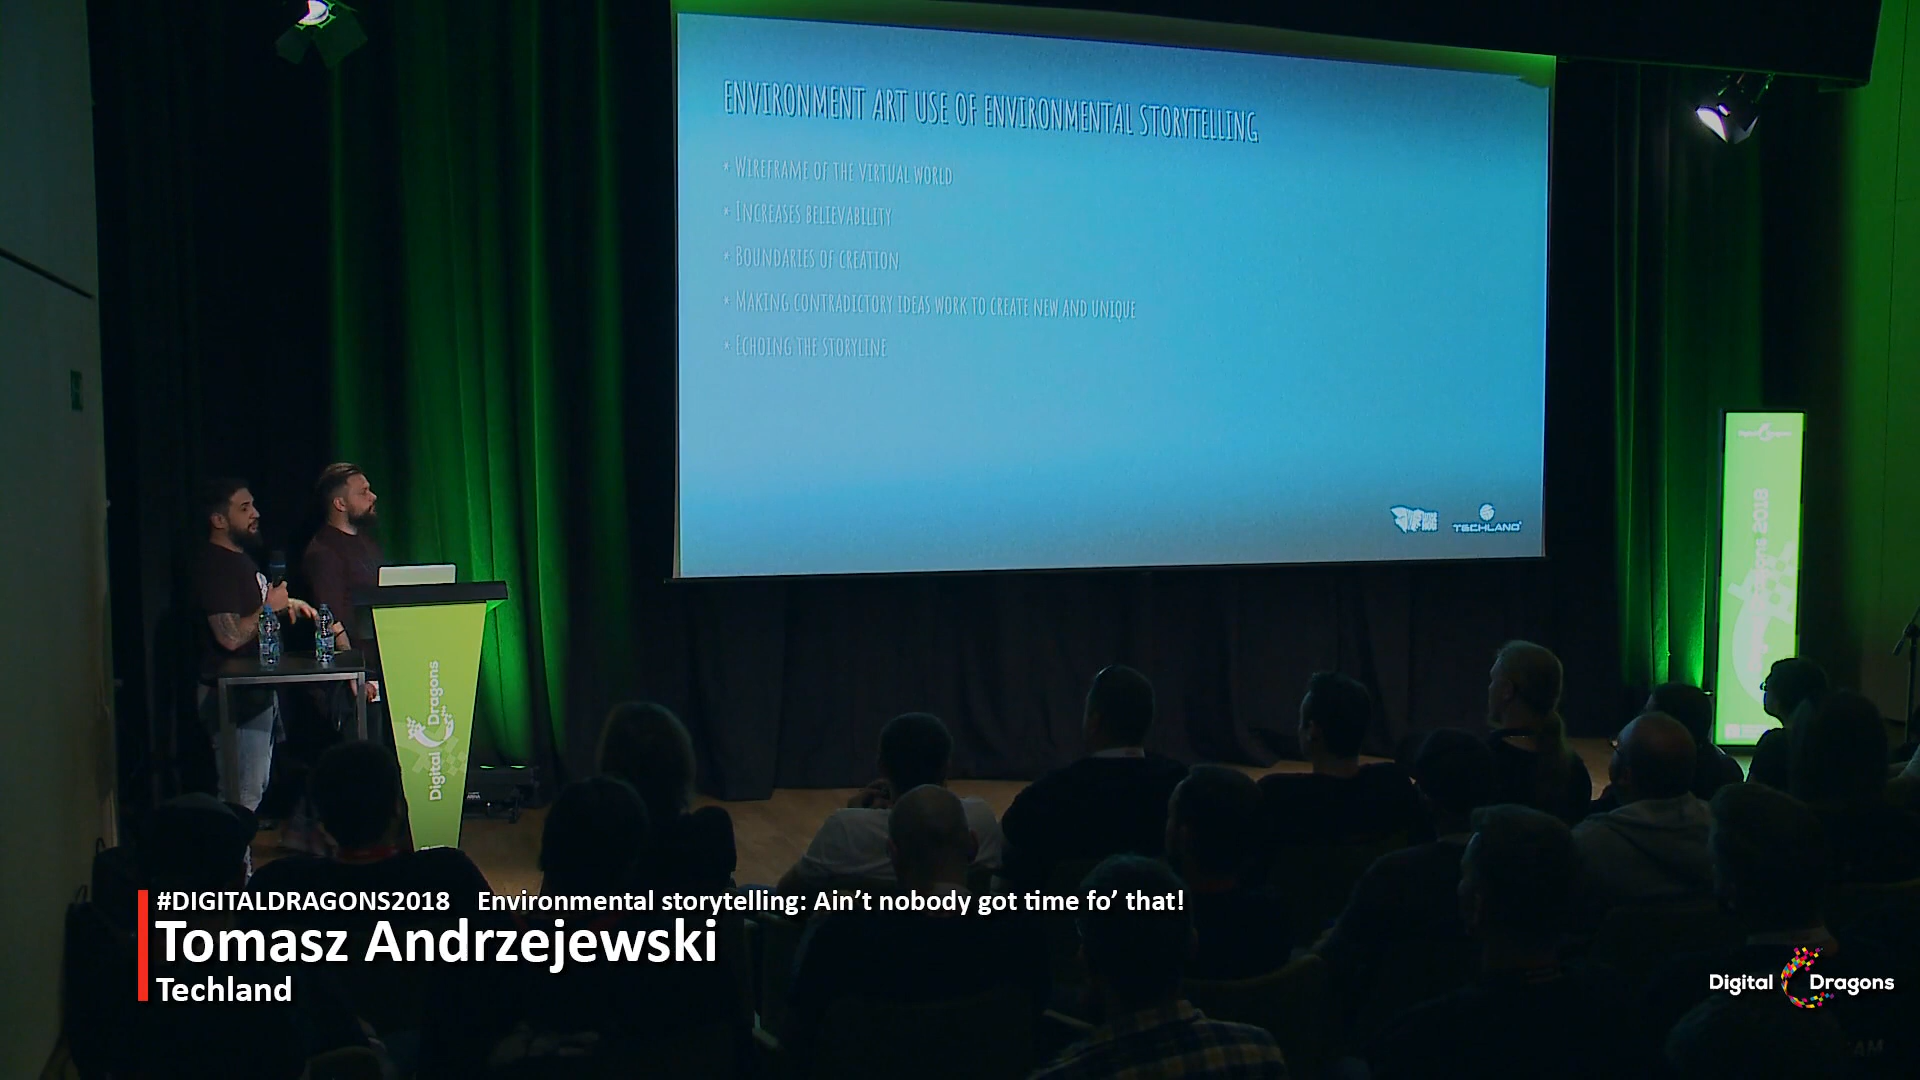 ENVIRONMENT ART USE OF ENVIRONMENTAL STORYTELLING
* WIREFRAME OF THE VIRTUAL WORLD
* INCREASES BELIEVABILITY
* BOUNDARIES OF CREATION
* MAKING CONTRADICTORY IDEAS WORK TO CREATE NEW AND UNIQUE
* ECHOING THE STORYLINE
TECHLAND
Digital Dragons
#DIGITALDRAGONS2018 Environmental storytelling: Ain't nobody got time fo' that!
Tomasz Andrzejewski
Techland
Digital Dragons